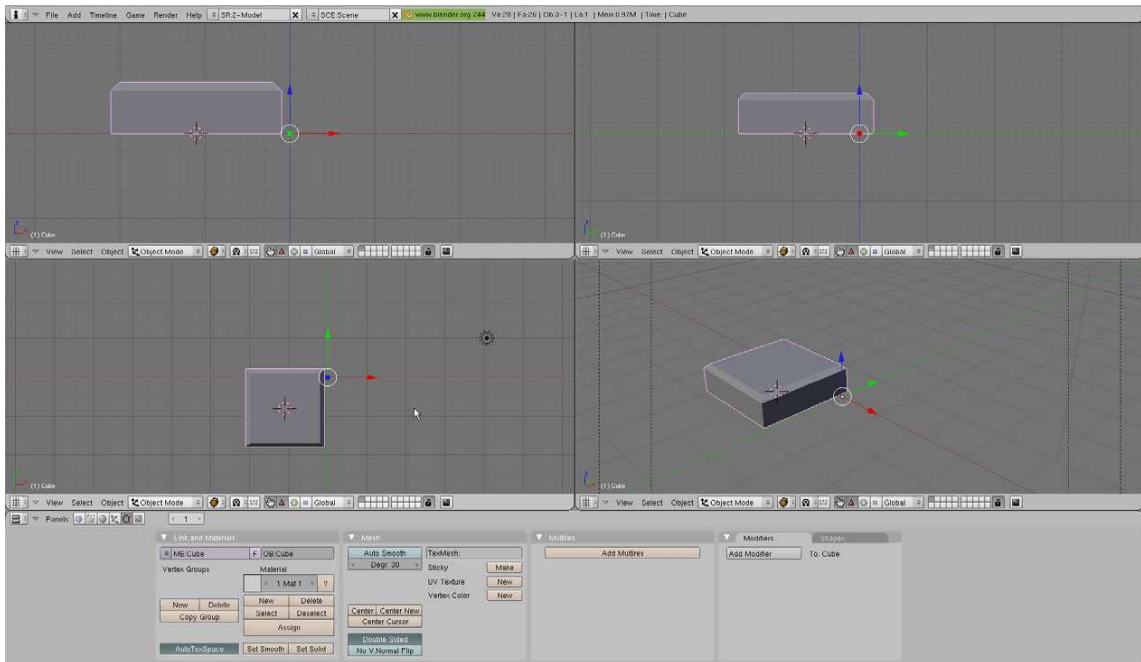 File Add Timeline Game Render Help SR:2-Model SCE:Scene www.blender.org 244 Ve:28 | Fa:26 | Ob:3-1 | La:1 | Mem:0.97M | Time: | Cube
(1) Cube
(1) Cube
View Select Object Object Mode Global
View Select Object Object Mode Global
(1) Cube
(1) Cube
View Select Object Object Mode Global
View Select Object Object Mode Global
Panels 1
Link and Materials
ME:Cube F OB:Cube
Vertex Groups Material
1 Mat 1 ?
New Delete New Delete
Copy Group Select Deselect
Assign
AutoTexSpace Set Smooth Set Solid
Mesh
Auto Smooth TexMesh:
Degr: 30 Sticky Make
UV Texture New
Vertex Color New
Center Center New
Center Cursor
Double Sided
No V.Normal Flip
Multires
Add Multires
Modifiers Shapes
Add Modifier To: Cube